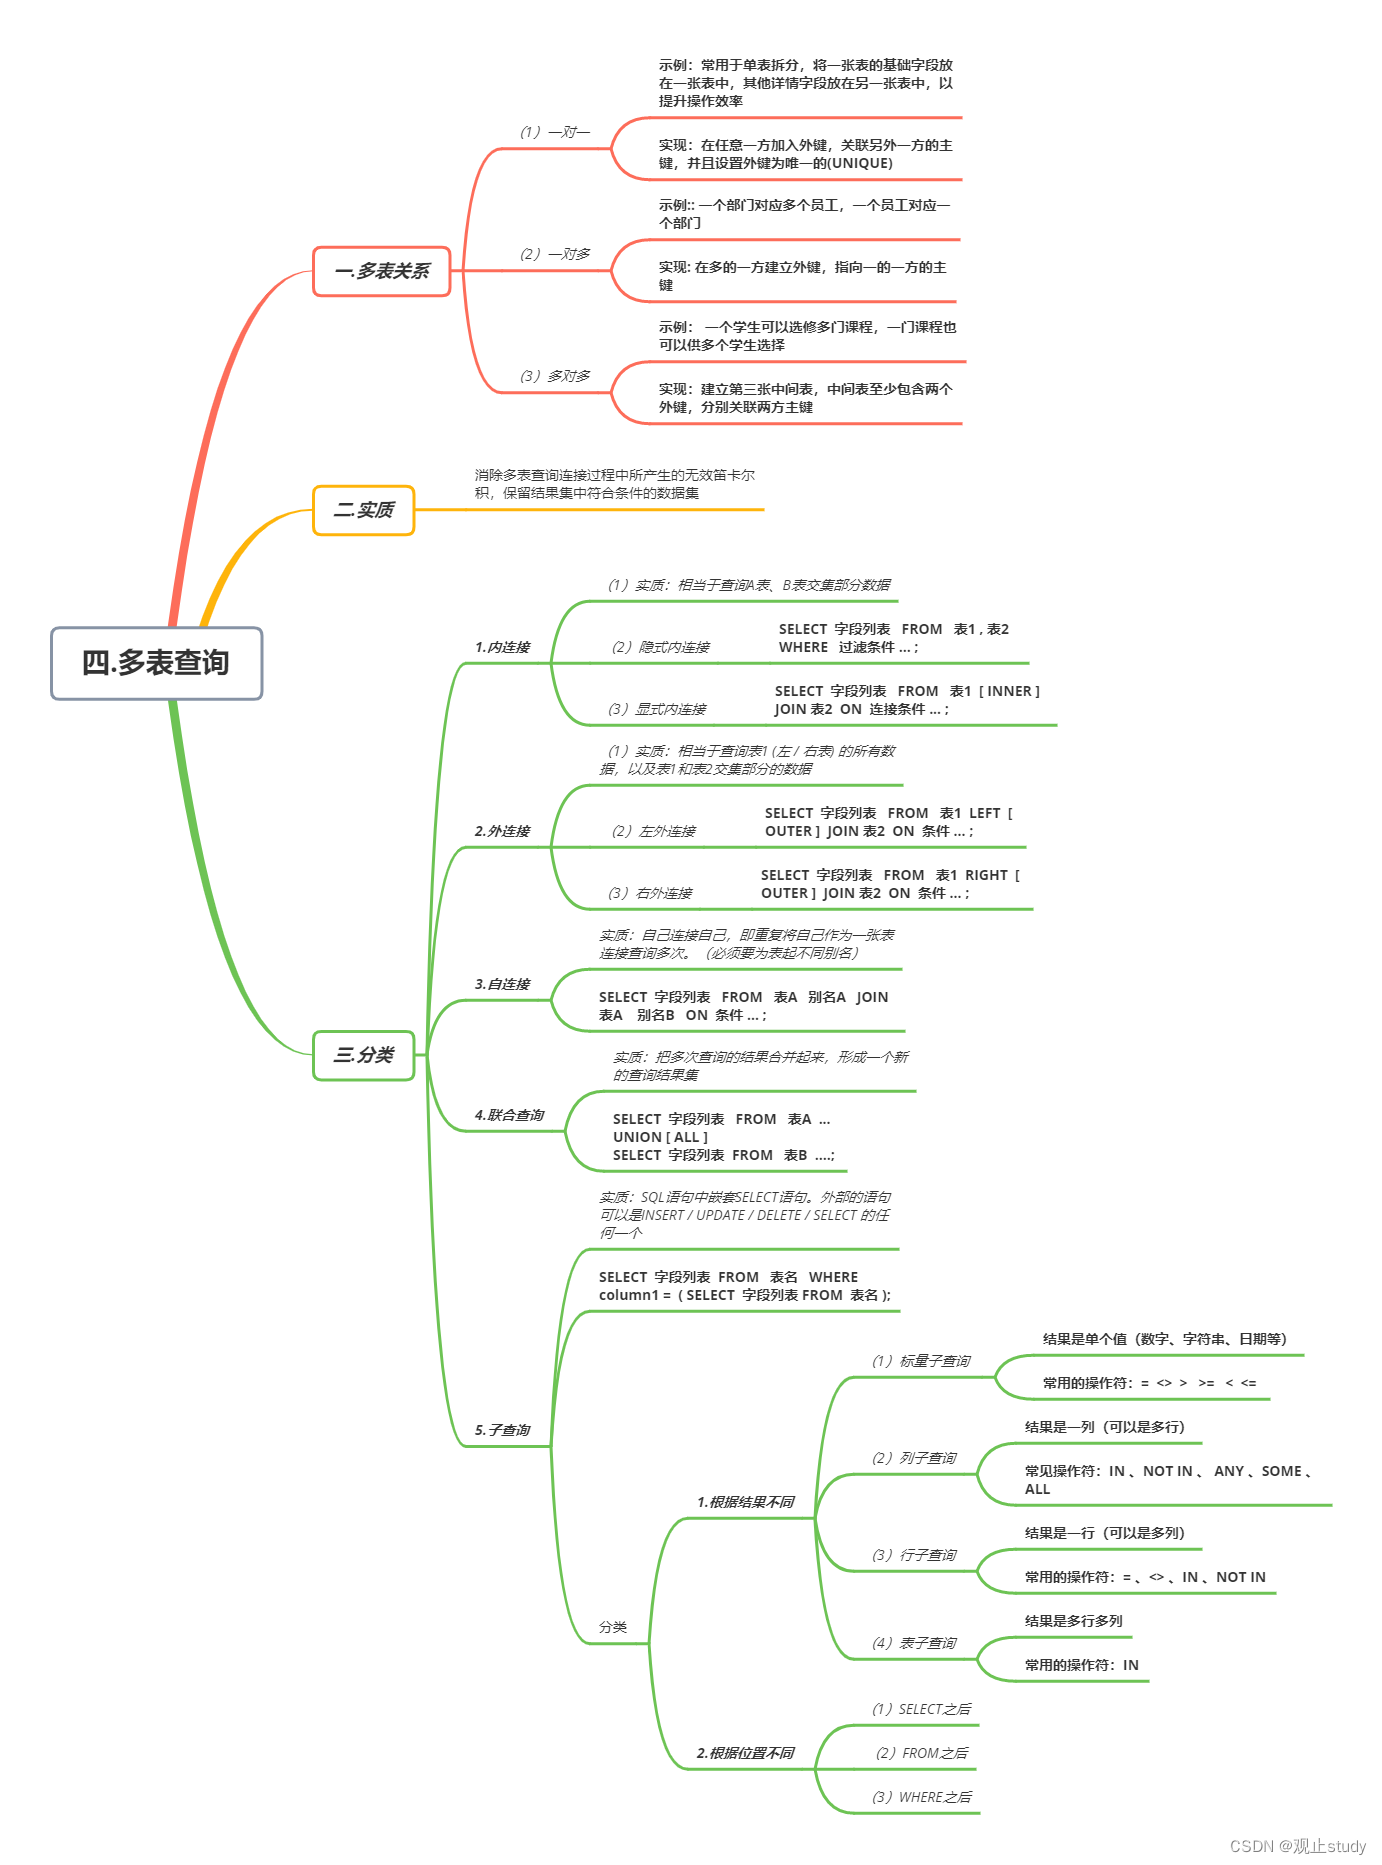 四.多表查询
一.多表关系
（1）一对一
示例：常用于单表拆分，将一张表的基础字段放
在一张表中，其他详情字段放在另一张表中，以
提升操作效率
实现：在任意一方加入外键，关联另外一方的主
键，并且设置外键为唯一的(UNIQUE)
（2）一对多
示例:: 一个部门对应多个员工，一个员工对应一
个部门
实现: 在多的一方建立外键，指向一的一方的主
键
（3）多对多
示例： 一个学生可以选修多门课程，一门课程也
可以供多个学生选择
实现：建立第三张中间表，中间表至少包含两个
外键，分别关联两方主键
二.实质
消除多表查询连接过程中所产生的无效笛卡尔
积，保留结果集中符合条件的数据集
三.分类
1.内连接
（1）实质：相当于查询A表、B表交集部分数据
（2）隐式内连接
SELECT 字段列表 FROM 表1 , 表2
WHERE 过滤条件 ... ;
（3）显式内连接
SELECT 字段列表 FROM 表1 [ INNER ]
JOIN 表2 ON 连接条件 ... ;
2.外连接
（1）实质：相当于查询表1 (左 / 右表) 的所有数
据，以及表1和表2交集部分的数据
（2）左外连接
SELECT 字段列表 FROM 表1 LEFT [
OUTER ] JOIN 表2 ON 条件 ... ;
（3）右外连接
SELECT 字段列表 FROM 表1 RIGHT [
OUTER ] JOIN 表2 ON 条件 ... ;
3.自连接
实质：自己连接自己，即重复将自己作为一张表
连接查询多次。（必须要为表起不同别名）
SELECT 字段列表 FROM 表A 别名A JOIN
表A 别名B ON 条件 ... ;
4.联合查询
实质：把多次查询的结果合并起来，形成一个新
的查询结果集
SELECT 字段列表 FROM 表A ...
UNION [ ALL ]
SELECT 字段列表 FROM 表B ....;
5.子查询
实质：SQL语句中嵌套SELECT语句。外部的语句
可以是INSERT / UPDATE / DELETE / SELECT 的任
何一个
SELECT 字段列表 FROM 表名 WHERE
column1 = ( SELECT 字段列表 FROM 表名 );
分类
1.根据结果不同
（1）标量子查询
结果是单个值（数字、字符串、日期等）
常用的操作符：= <> > >= < <=
（2）列子查询
结果是一列（可以是多行）
常见操作符：IN 、NOT IN 、 ANY 、SOME 、
ALL
（3）行子查询
结果是一行（可以是多列）
常用的操作符：= 、<> 、IN 、NOT IN
（4）表子查询
结果是多行多列
常用的操作符：IN
2.根据位置不同
（1）SELECT之后
（2）FROM之后
（3）WHERE之后
CSDN @观止study